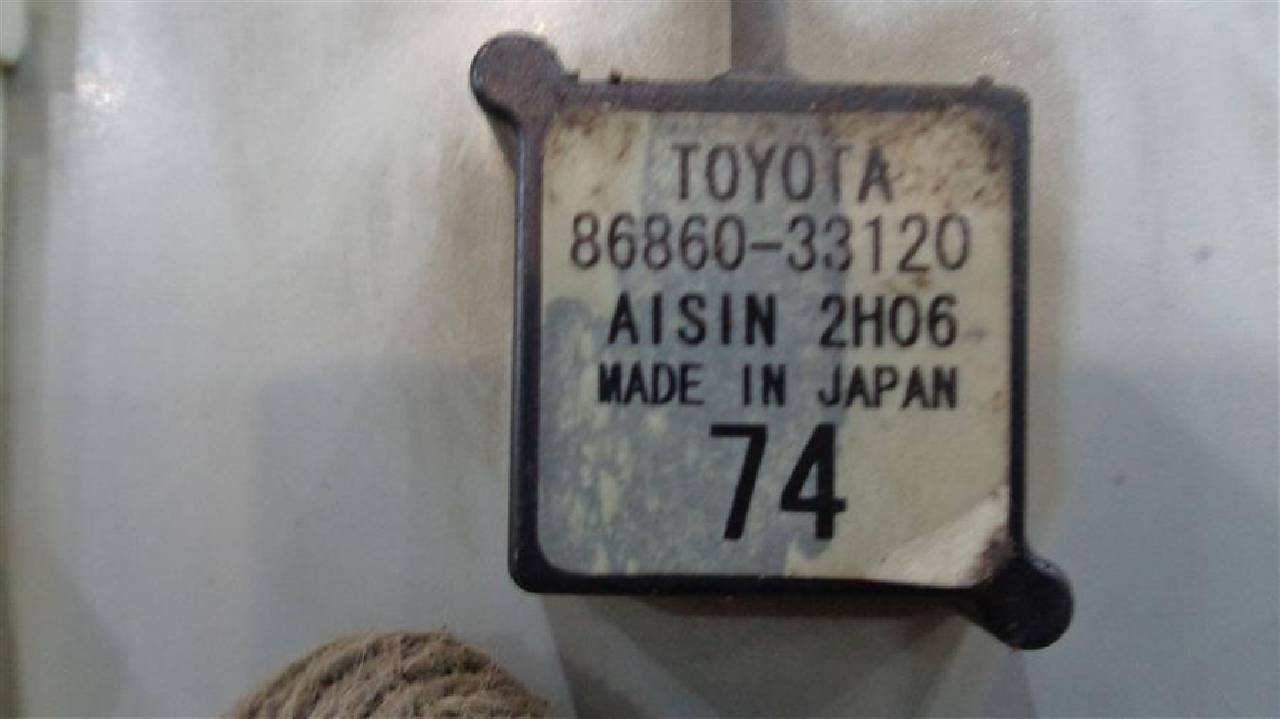 TOYOTA
86860-33120
AISIN 2H06
MADE IN JAPAN
74